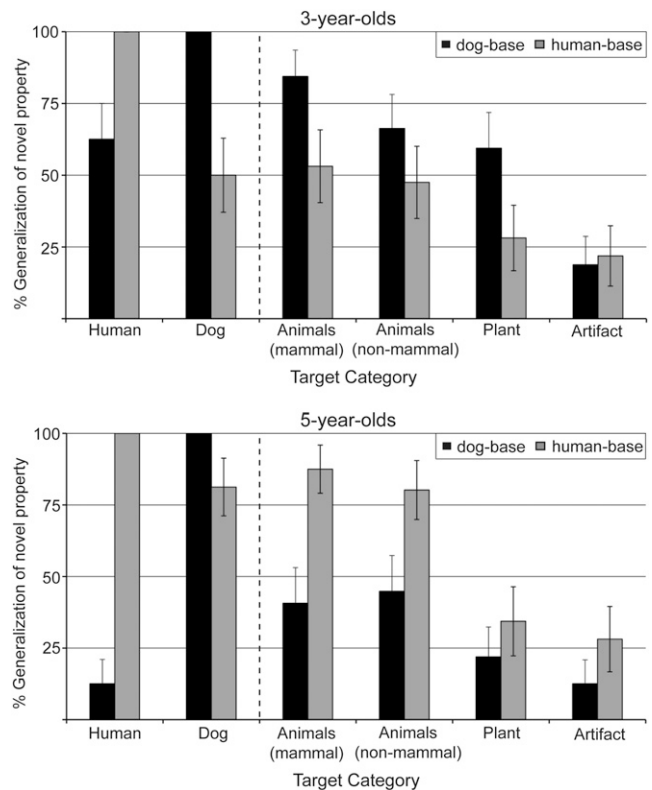 3-year-olds
dog-base human-base
% Generalization of novel property
100
75
50
25
Human Dog Animals (mammal) Animals (non-mammal) Plant Artifact
Target Category
5-year-olds
dog-base human-base
% Generalization of novel property
100
75
50
25
Human Dog Animals (mammal) Animals (non-mammal) Plant Artifact
Target Category